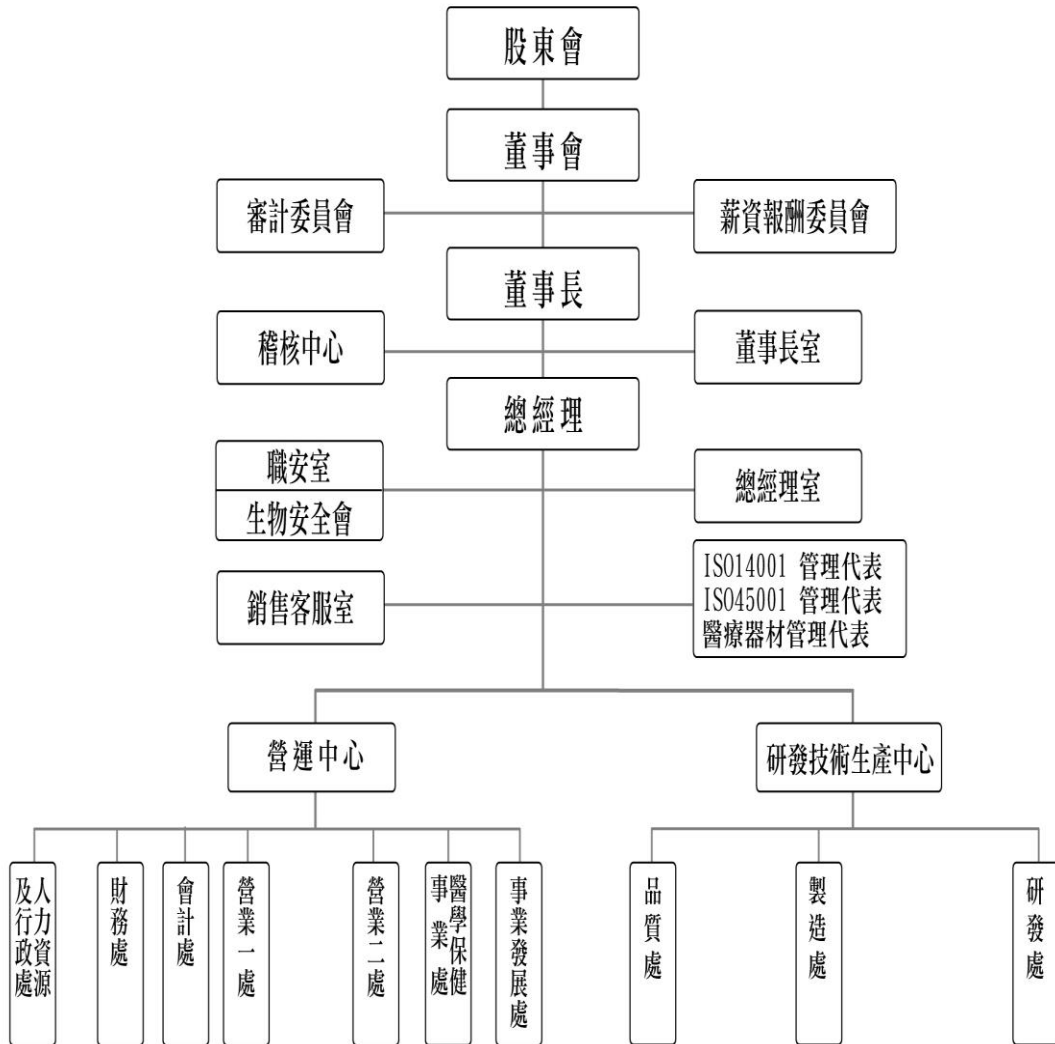 股東會
董事會
審計委員會
薪資報酬委員會
董事長
稽核中心
董事長室
總經理
職安室
生物安全會
總經理室
銷售客服室
ISO14001 管理代表
ISO45001 管理代表
醫療器材管理代表
營運中心
研發技術生產中心
人力資源
及行政處
財務處
會計處
營業一處
營業二處
醫學保健
事業處
事業發展處
品質處
製造處
研發處